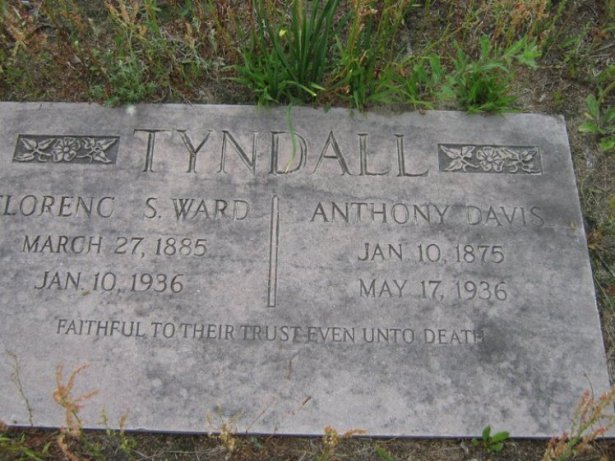 TYNDALL
FLORENC S. WARD
MARCH 27, 1885
JAN. 10, 1936
ANTHONY DAVIS
JAN 10, 1875
MAY 17, 1936
FAITHFUL TO THEIR TRUST EVEN UNTO DEATH